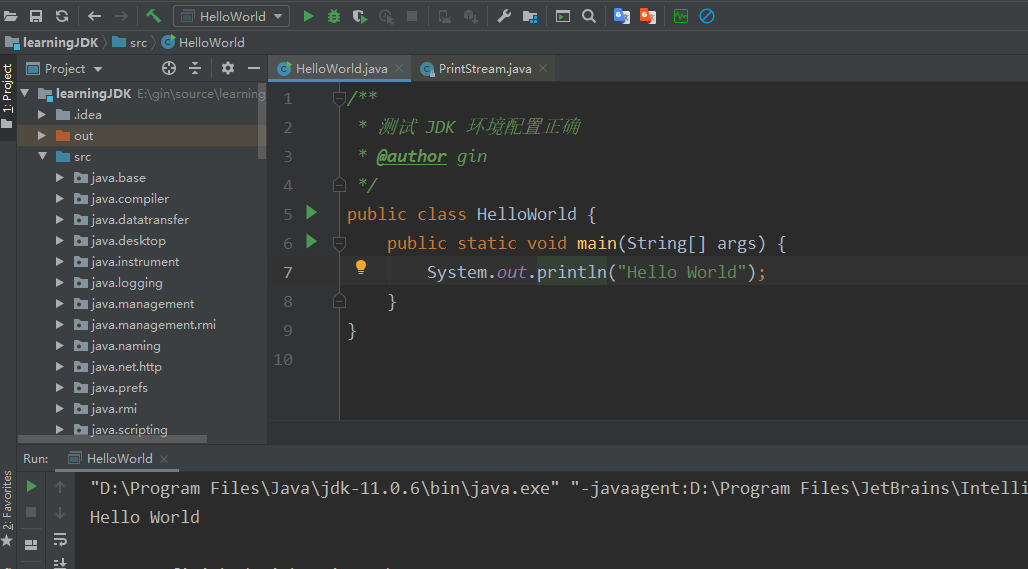 HelloWorld
learningJDK
src
HelloWorld
1: Project
Project
HelloWorld.java
PrintStream.java
learningJDK E:\gin\source\learning
.idea
out
src
java.base
java.compiler
java.datatransfer
java.desktop
java.instrument
java.logging
java.management
java.management.rmi
java.naming
java.net.http
java.prefs
java.rmi
java.scripting
1 /**
2 * 测试 JDK 环境配置正确
3 * @author gin
4 */
5 public class HelloWorld {
6 public static void main(String[] args) {
7 System.out.println("Hello World");
8 }
9 }
10
2: Favorites
Run: HelloWorld
"D:\Program Files\Java\jdk-11.0.6\bin\java.exe" "-javaagent:D:\Program Files\JetBrains\Intelli
Hello World